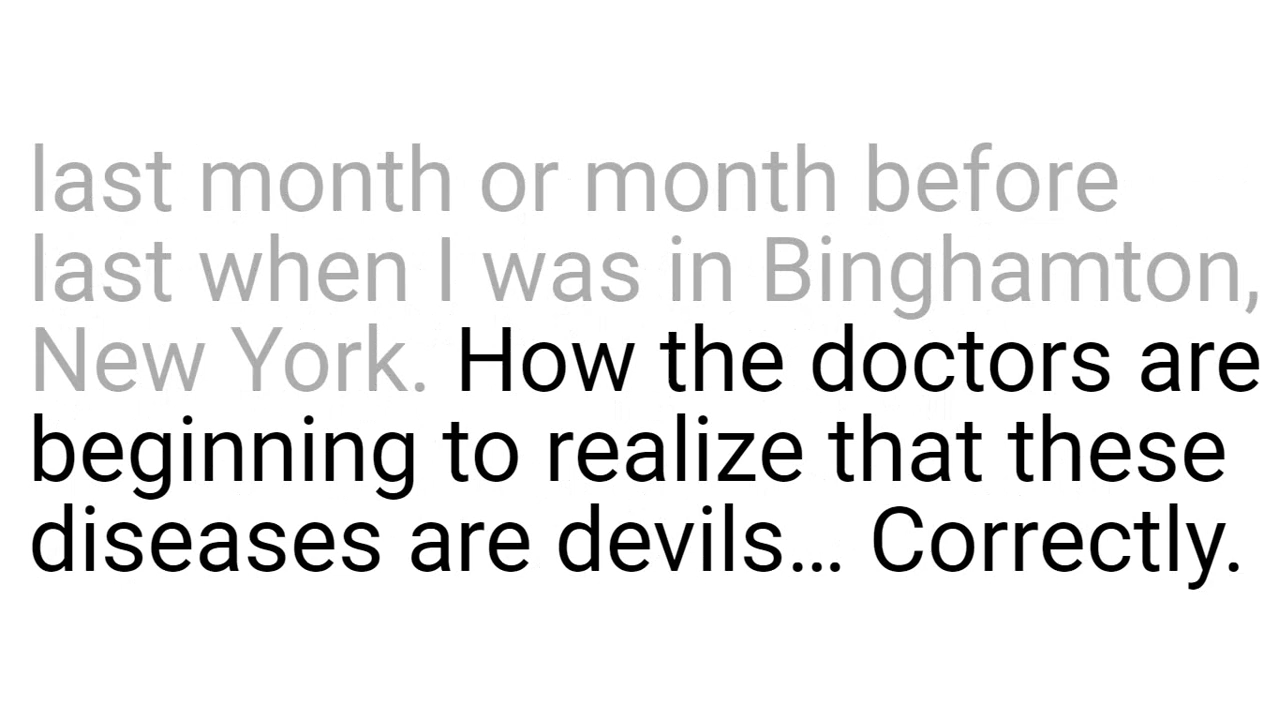 last month or month before
last when I was in Binghamton,
New York. How the doctors are
beginning to realize that these
diseases are devils... Correctly.